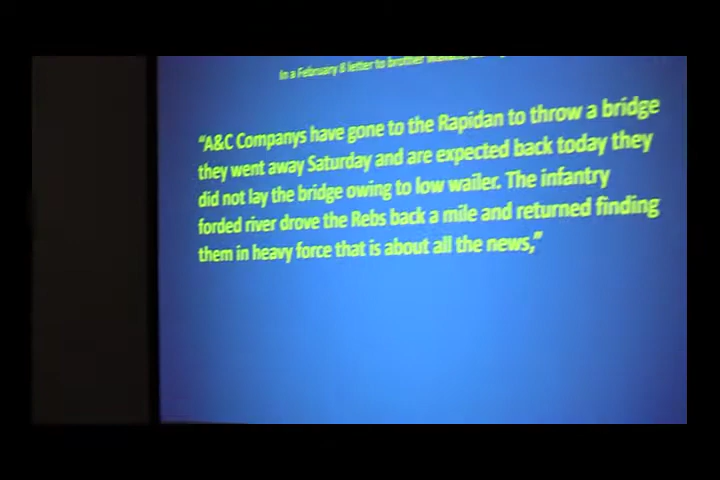 In a February 8 letter to brother
“A&C Companys have gone to the Rapidan to throw a bridge
they went away Saturday and are expected back today they
did not lay the bridge owing to low wailer. The infantry
forded river drove the Rebs back a mile and returned finding
them in heavy force that is about all the news,”